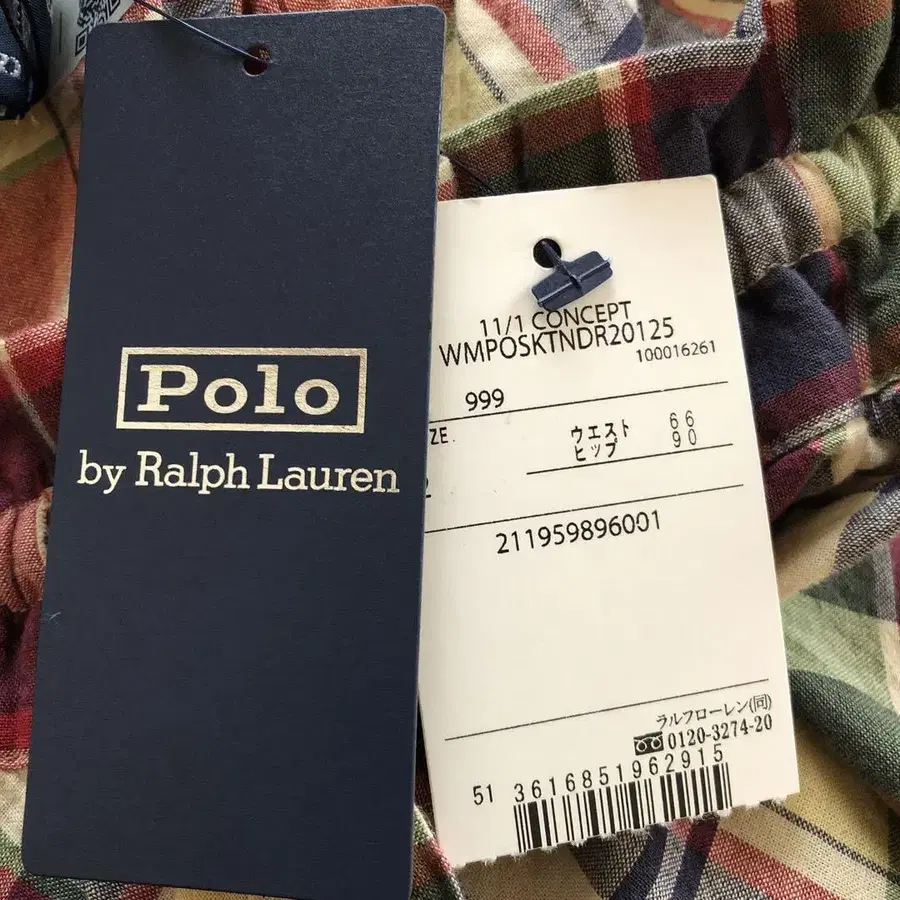 Polo
by Ralph Lauren
11/1 CONCEPT
WMPOSKTNDR20125
100016261
999
ZE.
ウエスト 66
ヒップ 90
2
211959896001
ラルフローレン(同)
0120-3274-20
51 3616851962915